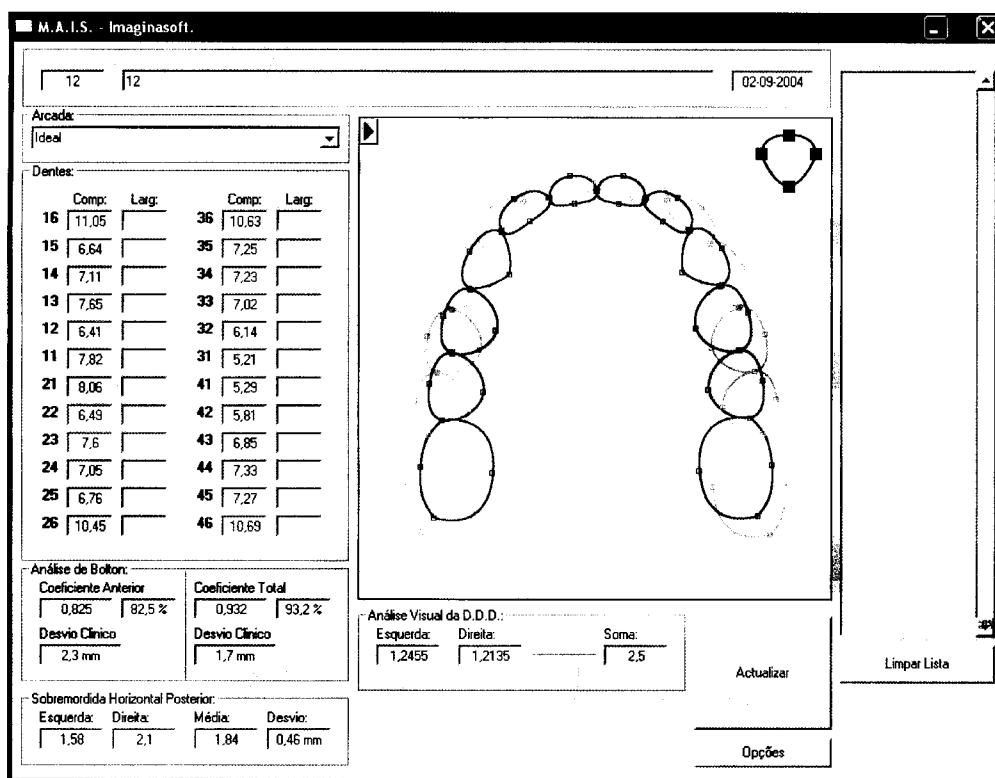 M.A.I.S. - Imaginasoft.
12 12 02-09-2004
Arcada:
Ideal
Dentes:
Comp: Larg: Comp: Larg:
16 11,05 36 10,63
15 6,64 35 7,25
14 7,11 34 7,23
13 7,65 33 7,02
12 6,41 32 6,14
11 7,82 31 5,21
21 8,06 41 5,29
22 6,49 42 5,81
23 7,6 43 6,85
24 7,05 44 7,33
25 6,76 45 7,27
26 10,45 46 10,69
Análise de Bolton:
Coeficiente Anterior Coeficiente Total
0,825 82,5 % 0,932 93,2 %
Desvio Clínico Desvio Clínico
2,3 mm 1,7 mm
Sobremordida Horizontal Posterior:
Esquerda: Direita: Média: Desvio:
1,58 2,1 1,84 0,46 mm
Análise Visual da D.D.D.:
Esquerda: Direita: Soma:
1,2455 1,2135 2,5
Actualizar
Opções
Limpar Lista